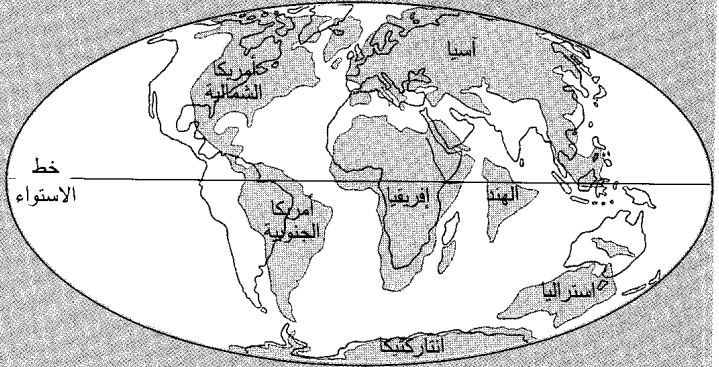 آسيا
أمريكا
الشمالية
خط
الاستواء
أمريكا
الجنوبية
إفريقيا
الهند
استراليا
انتاركتيكا